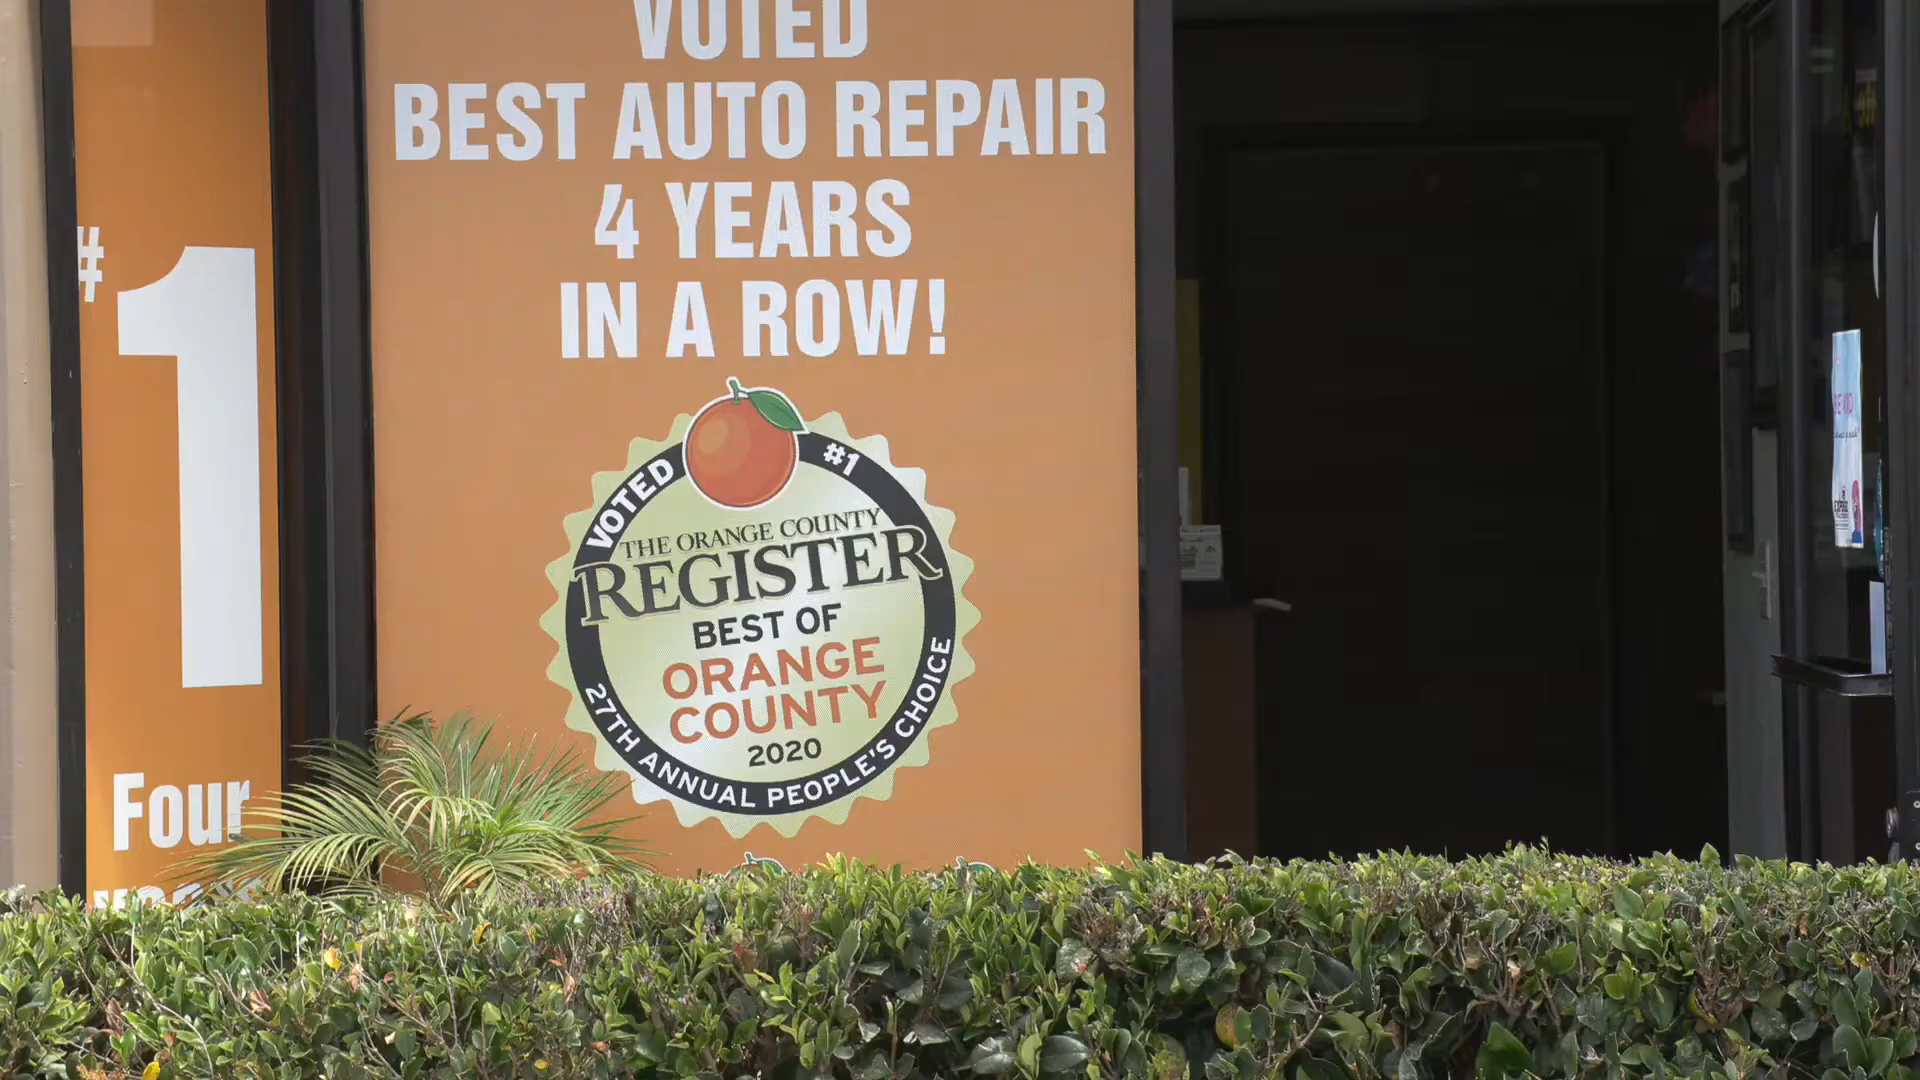 VOTED
BEST AUTO REPAIR
4 YEARS
IN A ROW!
#1
Four
years
VOTED #1
THE ORANGE COUNTY
REGISTER
BEST OF
ORANGE
COUNTY
2020
27TH ANNUAL PEOPLE'S CHOICE